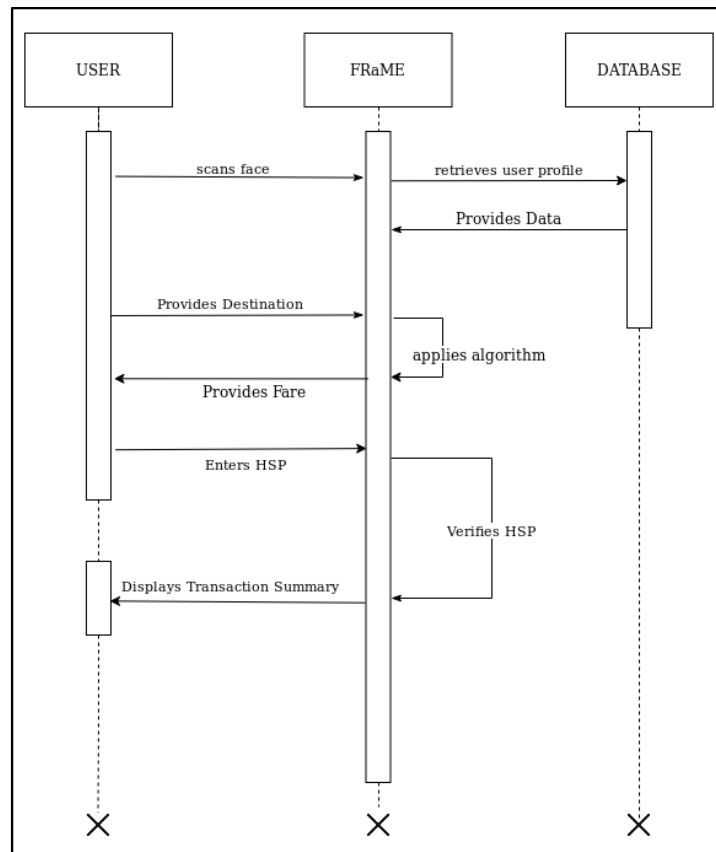 USER
FRaME
DATABASE
scans face
retrieves user profile
Provides Data
Provides Destination
applies algorithm
Provides Fare
Enters HSP
Verifies HSP
Displays Transaction Summary